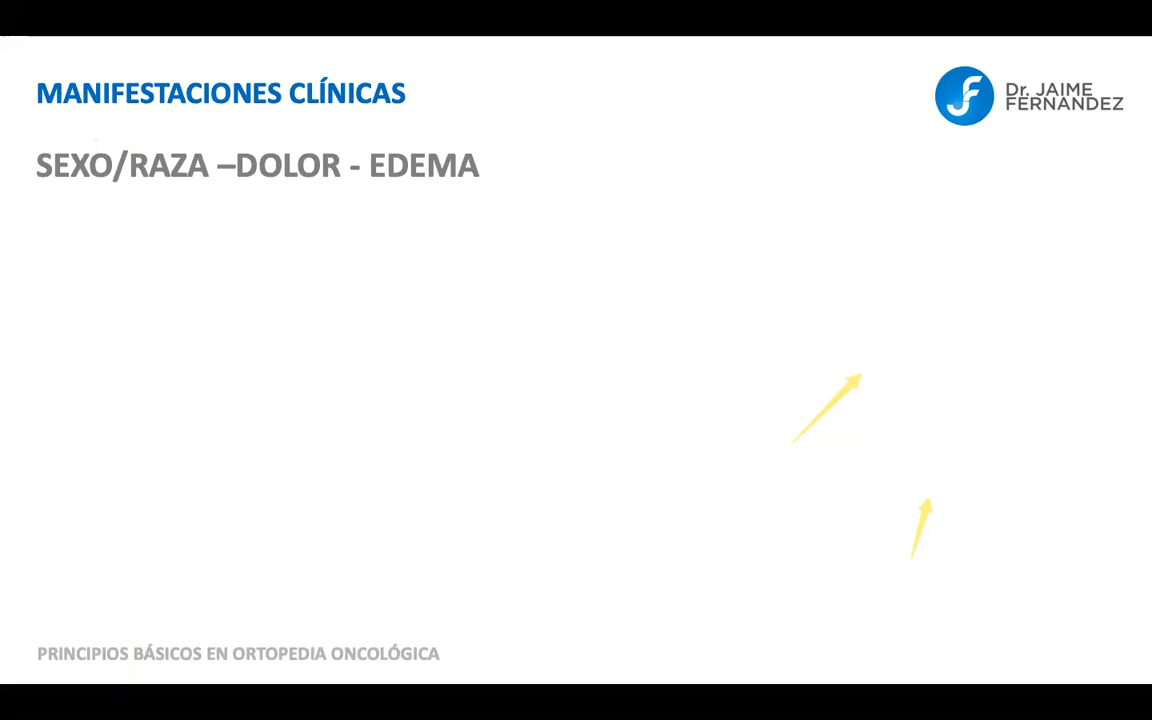 MANIFESTACIONES CLÍNICAS
Dr. JAIME
FERNANDEZ
SEXO/RAZA –DOLOR - EDEMA
PRINCIPIOS BÁSICOS EN ORTOPEDIA ONCOLÓGICA